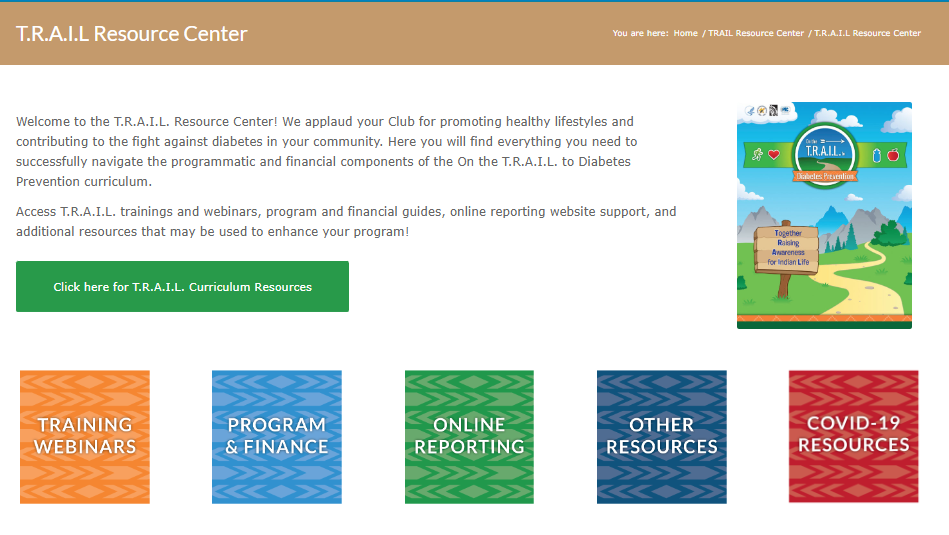 T.R.A.I.L Resource Center
You are here: Home / TRAIL Resource Center / T.R.A.I.L Resource Center
Welcome to the T.R.A.I.L. Resource Center! We applaud your Club for promoting healthy lifestyles and
contributing to the fight against diabetes in your community. Here you will find everything you need to
successfully navigate the programmatic and financial components of the On the T.R.A.I.L. to Diabetes
Prevention curriculum.
Access T.R.A.I.L. trainings and webinars, program and financial guides, online reporting website support, and
additional resources that may be used to enhance your program!
Click here for T.R.A.I.L. Curriculum Resources
On the
T.R.A.I.L. to
Diabetes Prevention
Together
Raising
Awareness
for Indian Life
TRAINING
WEBINARS
PROGRAM
& FINANCE
ONLINE
REPORTING
OTHER
RESOURCES
COVID-19
RESOURCES